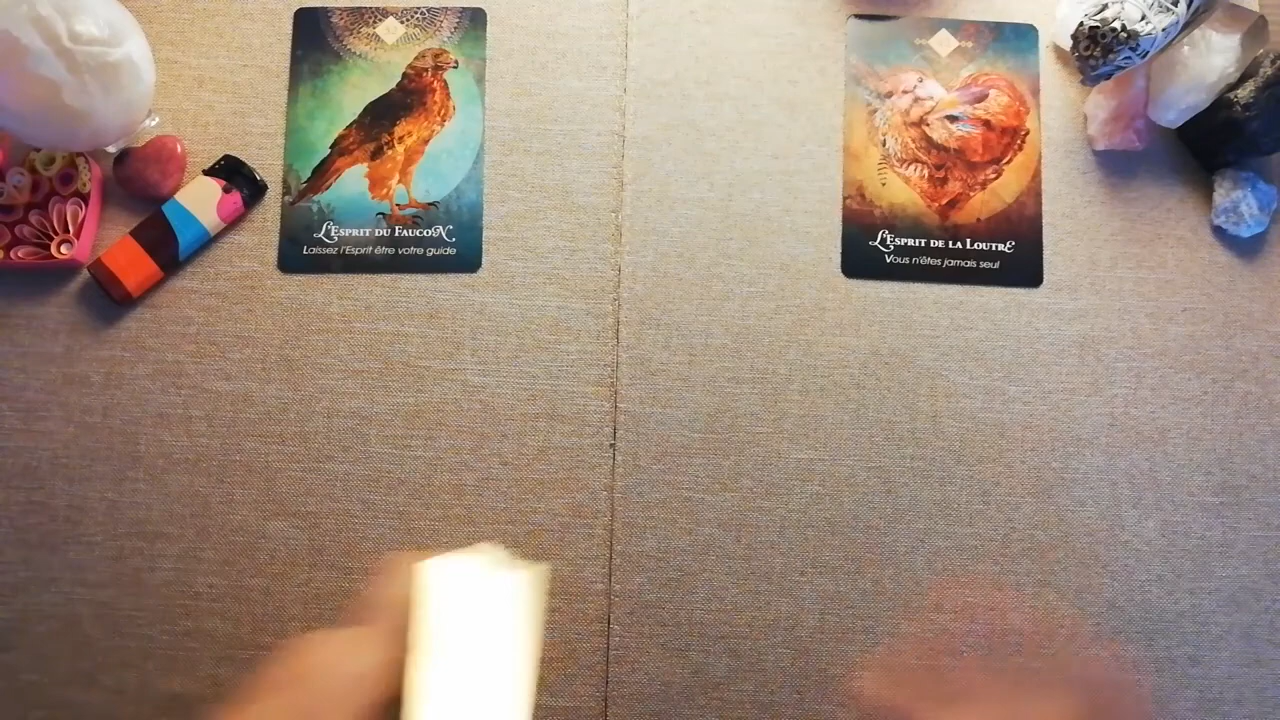 L'Esprit du Faucon
Laissez l'Esprit être votre guide
L'Esprit de la Loutre
Vous n'êtes jamais seul